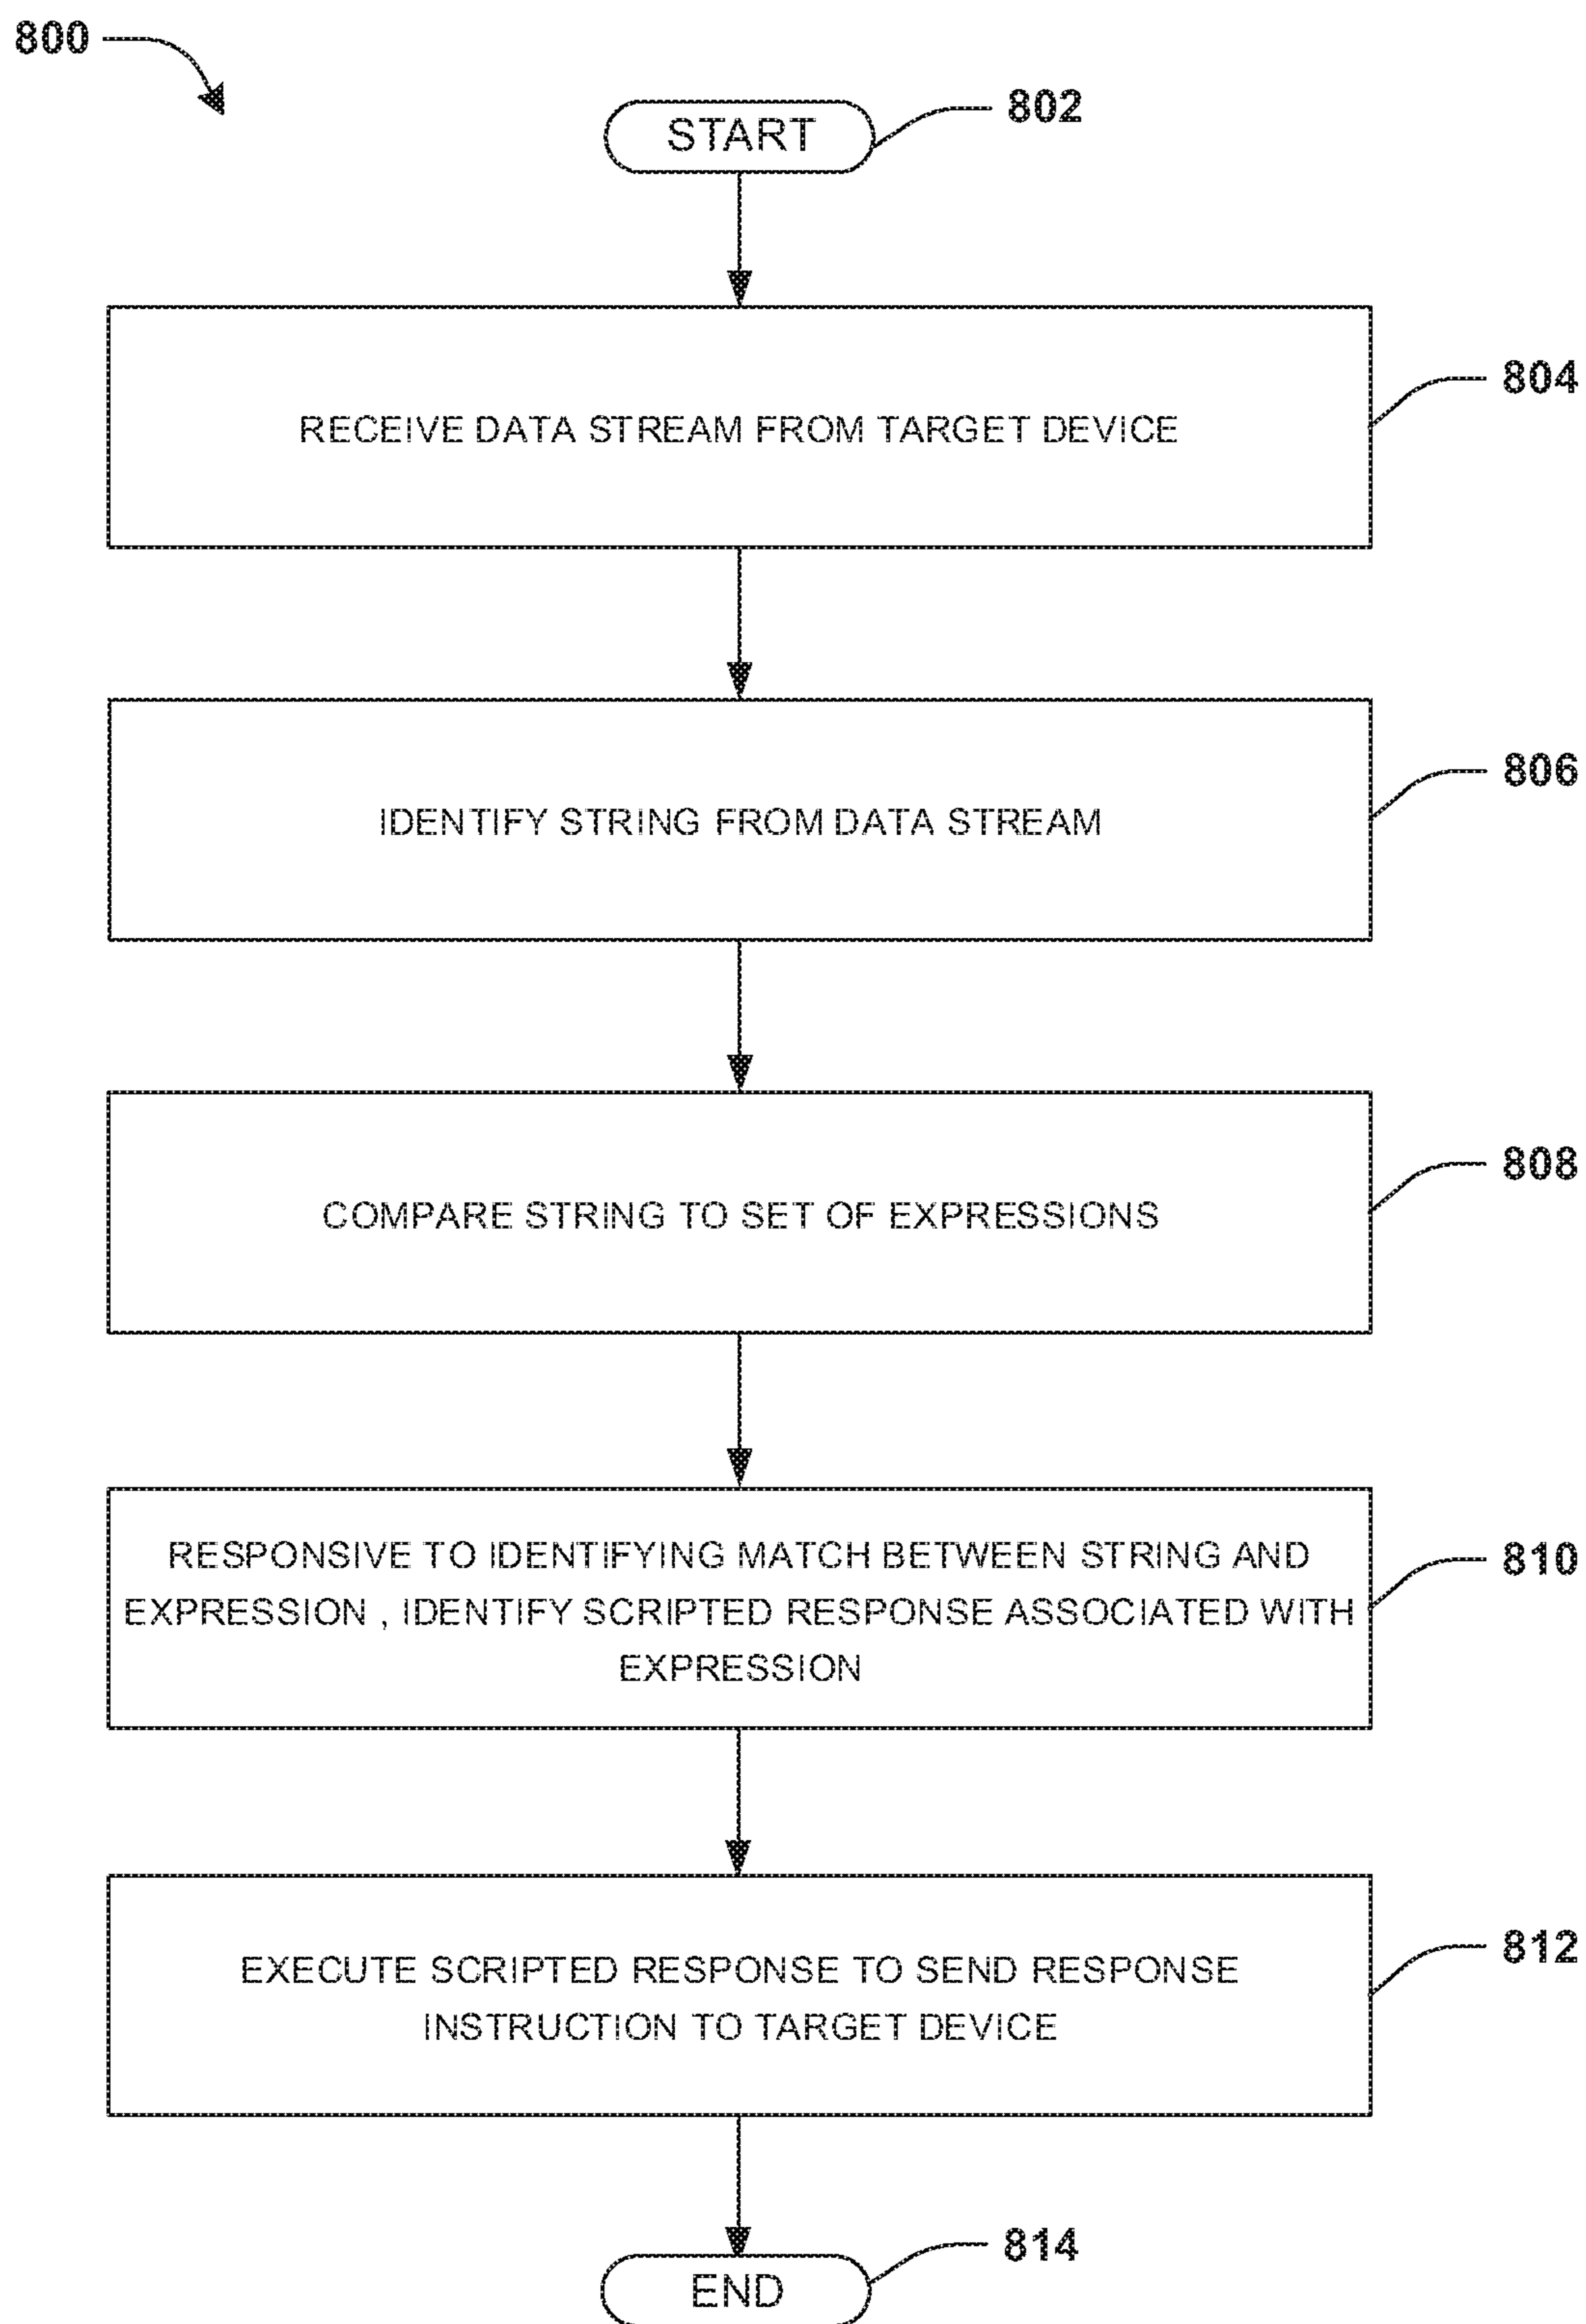 800
START
802
RECEIVE DATA STREAM FROM TARGET DEVICE
804
IDENTIFY STRING FROM DATA STREAM
806
COMPARE STRING TO SET OF EXPRESSIONS
808
RESPONSIVE TO IDENTIFYING MATCH BETWEEN STRING AND
EXPRESSION , IDENTIFY SCRIPTED RESPONSE ASSOCIATED WITH
EXPRESSION
810
EXECUTE SCRIPTED RESPONSE TO SEND RESPONSE
INSTRUCTION TO TARGET DEVICE
812
END
814